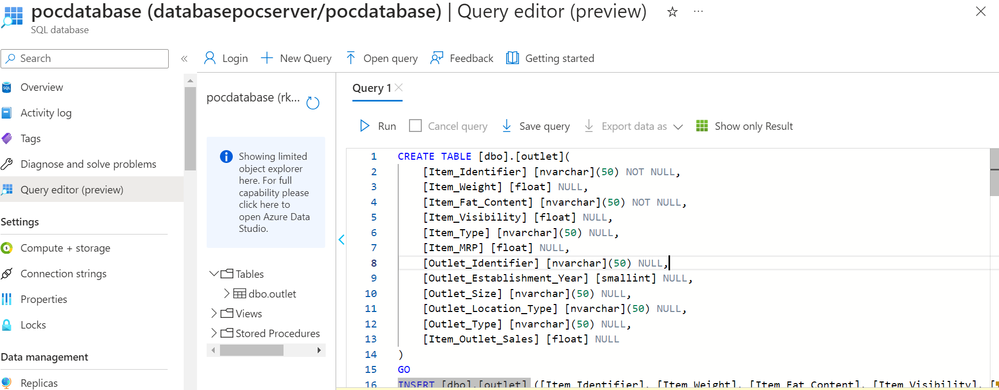 pocdatabase (databasepocserver/pocdatabase) | Query editor (preview)
SQL database
Search
Overview
Activity log
Tags
Diagnose and solve problems
Query editor (preview)
Settings
Compute + storage
Connection strings
Properties
Locks
Data management
Replicas
Login
New Query
Open query
Feedback
Getting started
pocdatabase (rk...
Showing limited
object explorer
here. For full
capability please
click here to
open Azure Data
Studio.
Tables
dbo.outlet
Views
Stored Procedures
Query 1
Run
Cancel query
Save query
Export data as
Show only Result
1 CREATE TABLE [dbo].[outlet](
2 [Item_Identifier] [nvarchar](50) NOT NULL,
3 [Item_Weight] [float] NULL,
4 [Item_Fat_Content] [nvarchar](50) NOT NULL,
5 [Item_Visibility] [float] NULL,
6 [Item_Type] [nvarchar](50) NULL,
7 [Item_MRP] [float] NULL,
8 [Outlet_Identifier] [nvarchar](50) NULL,
9 [Outlet_Establishment_Year] [smallint] NULL,
10 [Outlet_Size] [nvarchar](50) NULL,
11 [Outlet_Location_Type] [nvarchar](50) NULL,
12 [Outlet_Type] [nvarchar](50) NULL,
13 [Item_Outlet_Sales] [float] NULL
14 )
15 GO
16 INSERT [dbo].[outlet] ([Item_Identifier], [Item_Weight], [Item_Fat_Content], [Item_Visibility], [